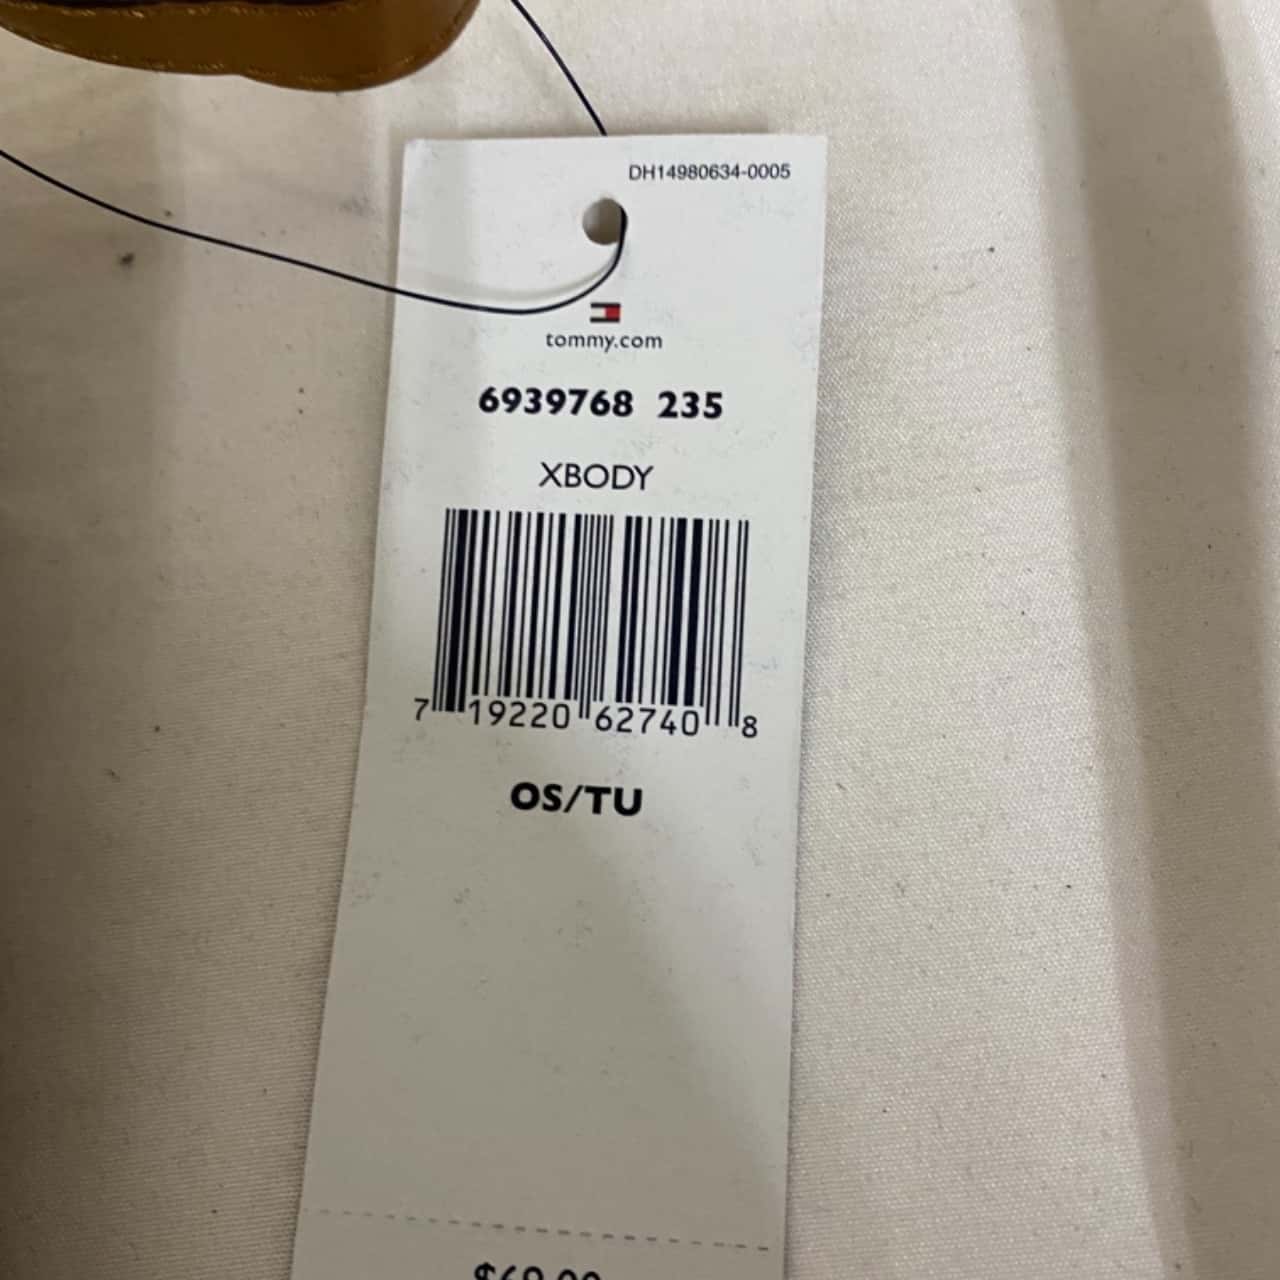 DH14980634-0005
tommy.com
6939768 235
XBODY
7 19220 62740 8
OS/TU